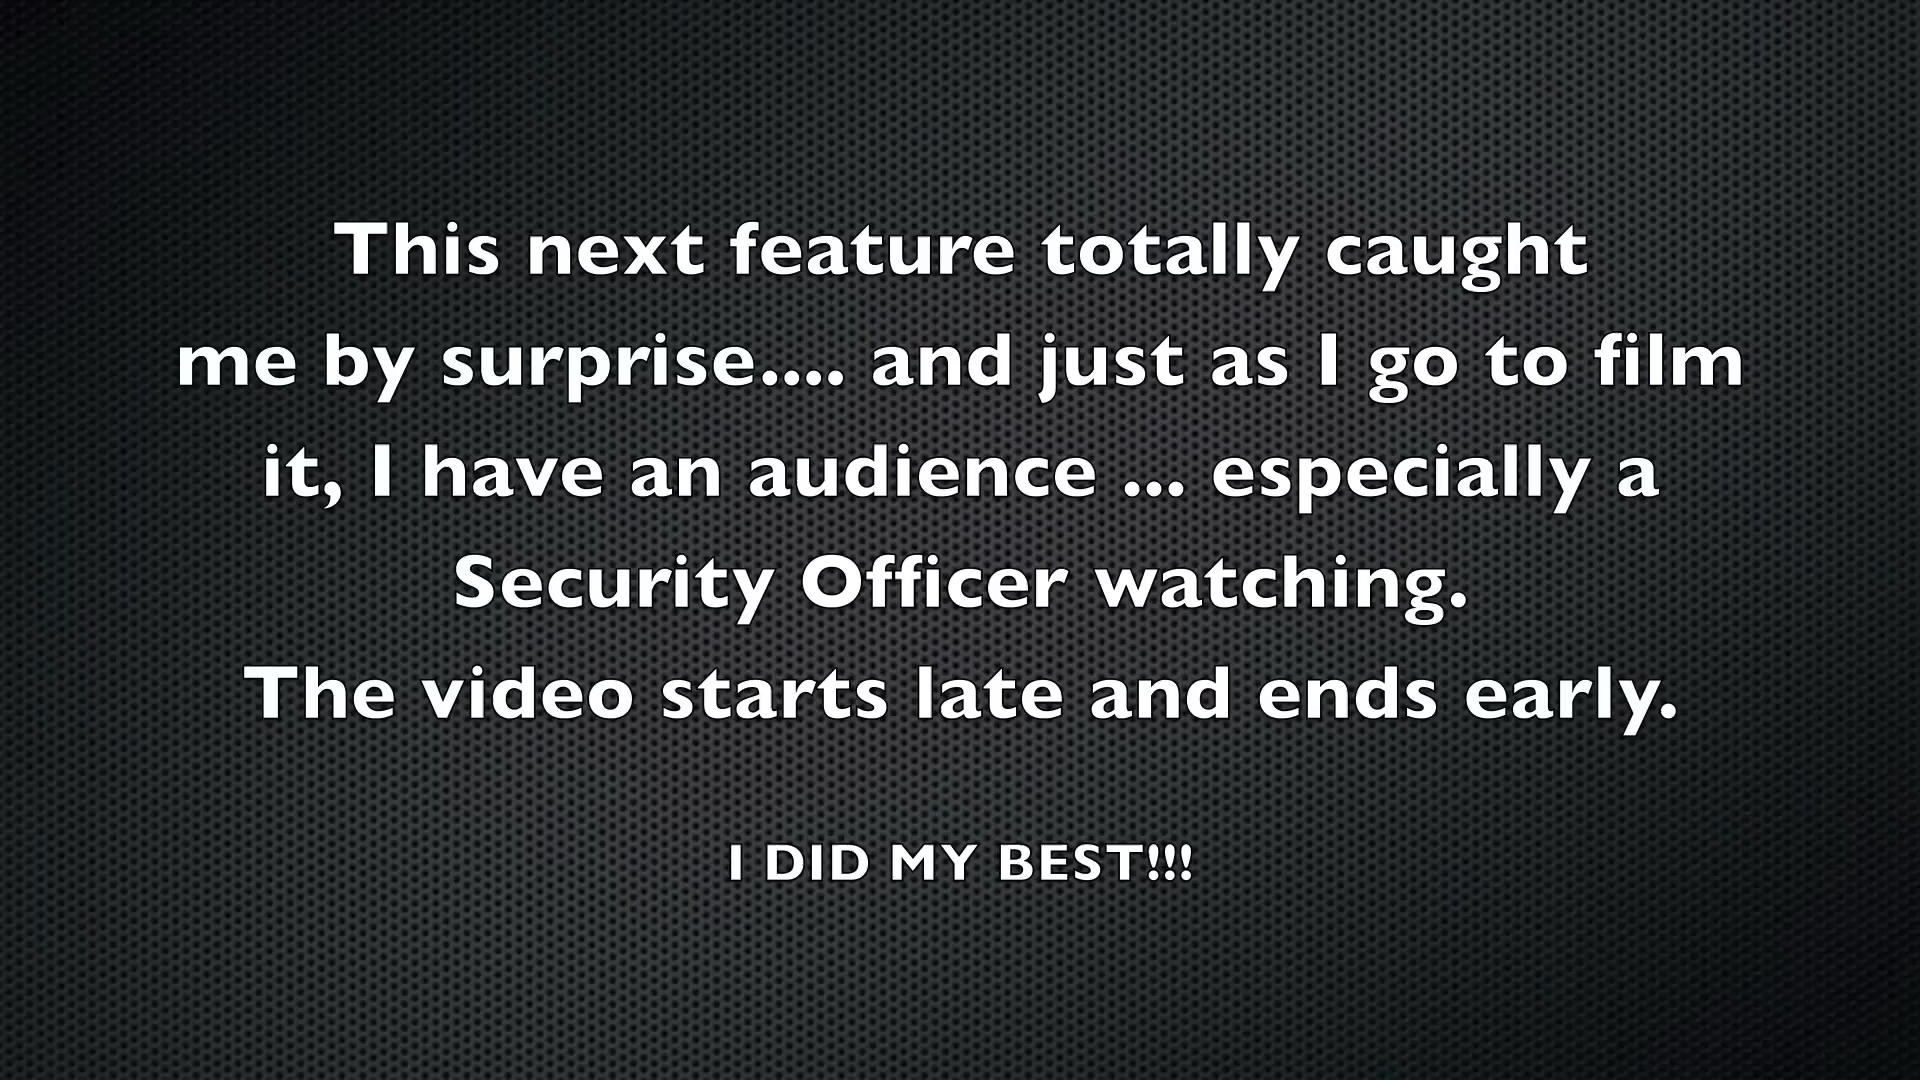 This next feature totally caught
me by surprise.... and just as I go to film
it, I have an audience ... especially a
Security Officer watching.
The video starts late and ends early.
I DID MY BEST!!!